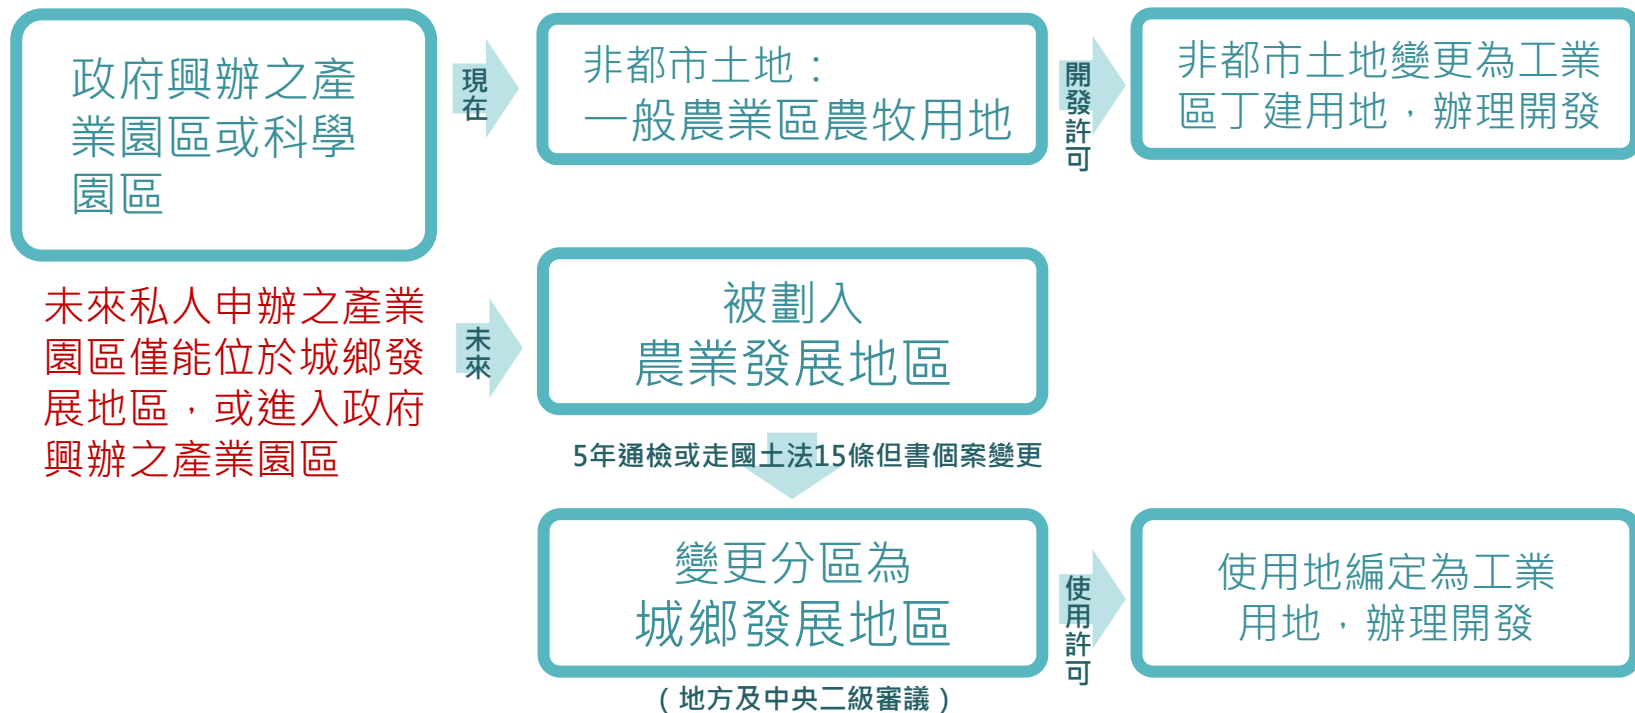 政府興辦之產
業園區或科學
園區
現在
非都市土地：
一般農業區農牧用地
開發許可
非都市土地變更為工業
區丁建用地，辦理開發
未來私人申辦之產業
園區僅能位於城鄉發
展地區，或進入政府
興辦之產業園區
未來
被劃入
農業發展地區
5年通檢或走國土法15條但書個案變更
變更分區為
城鄉發展地區
（地方及中央二級審議）
使用許可
使用地編定為工業
用地，辦理開發